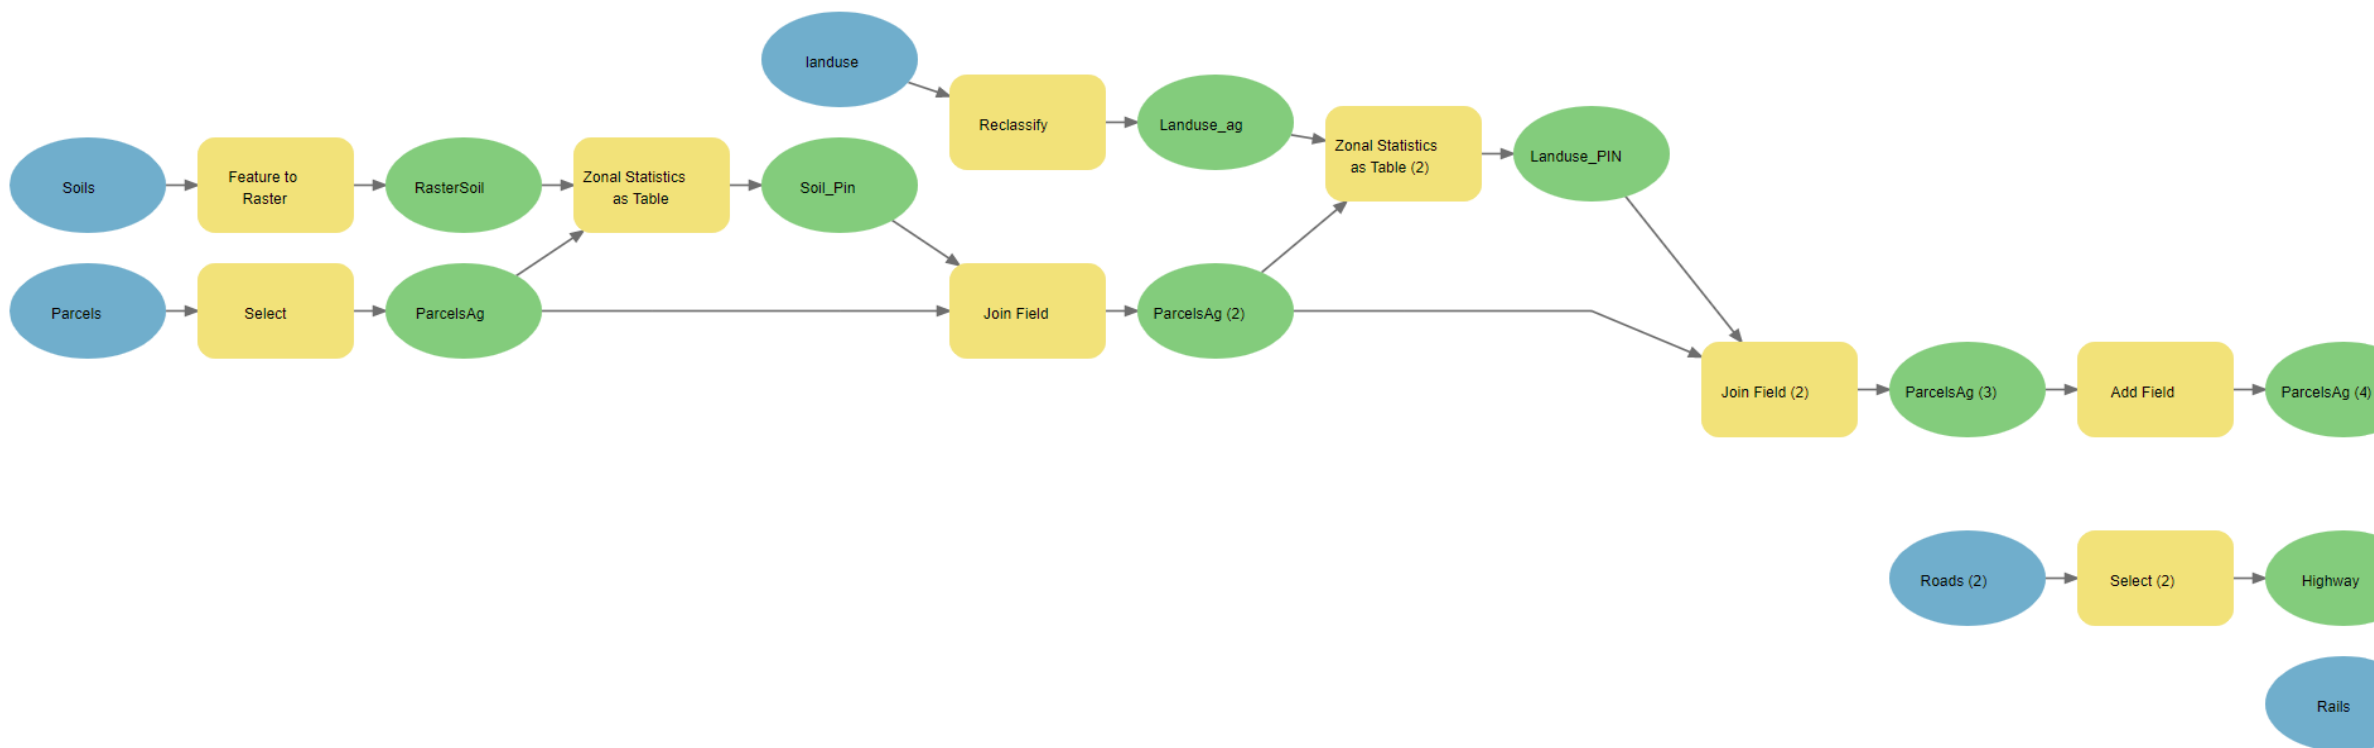 landuse
Reclassify
Landuse_ag
Zonal Statistics
as Table (2)
Landuse_PIN
Soils
Feature to
Raster
RasterSoil
Zonal Statistics
as Table
Soil_Pin
Parcels
Select
ParcelsAg
Join Field
ParcelsAg (2)
Join Field (2)
ParcelsAg (3)
Add Field
ParcelsAg (4)
Roads (2)
Select (2)
Highway
Rails